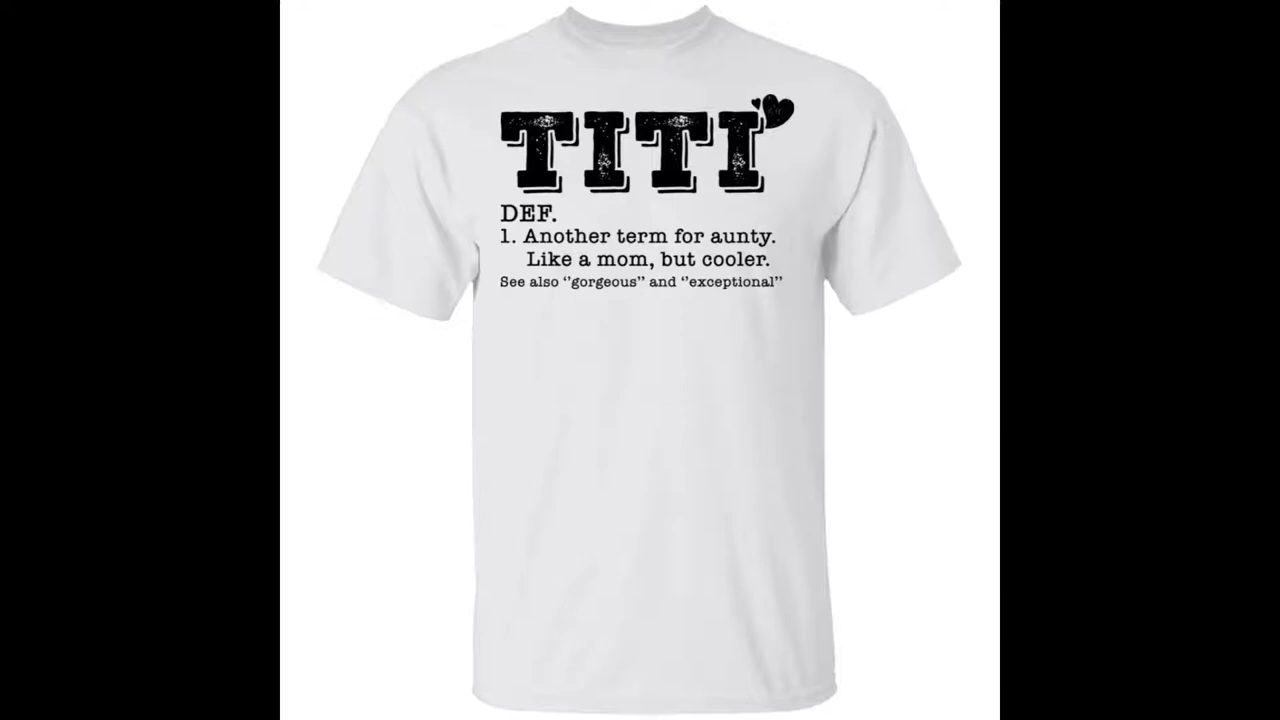 TITI
DEF.
1. Another term for aunty.
Like a mom, but cooler.
See also ‘’gorgeous’’ and ‘’exceptional’’